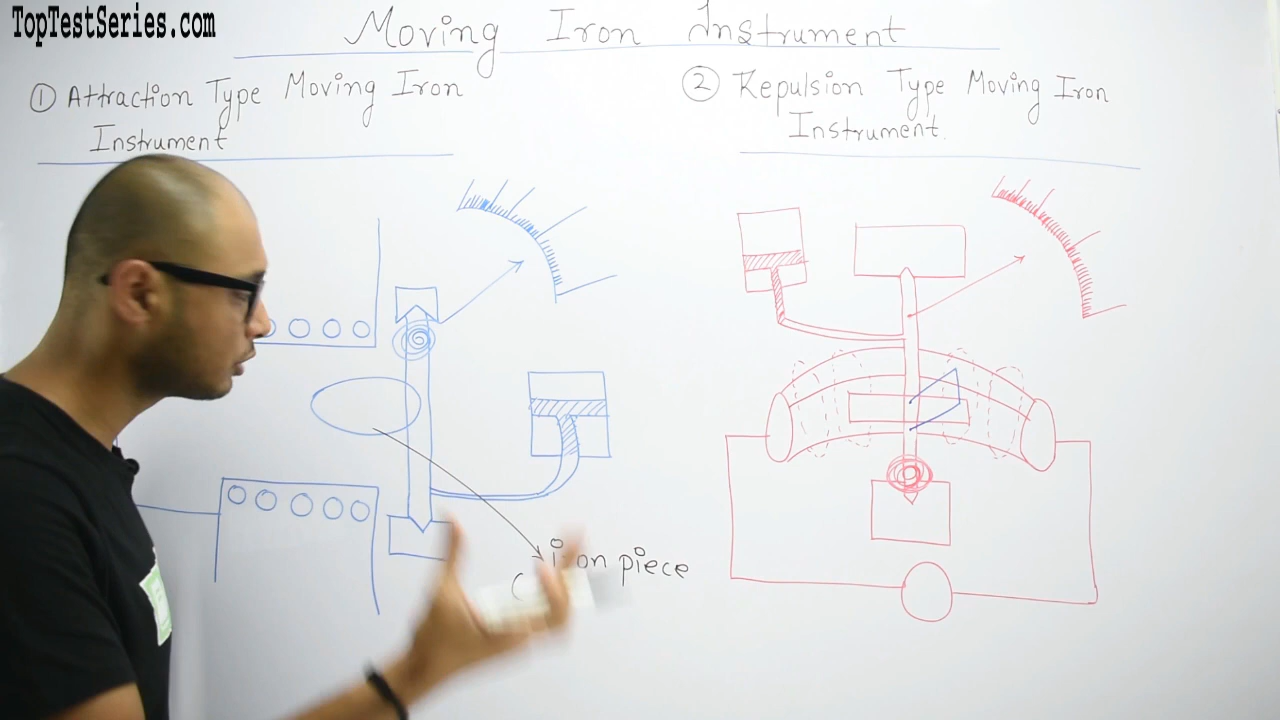 TopTestSeries.com
Moving Iron Instrument
① Attraction Type Moving Iron
Instrument
② Repulsion Type Moving Iron
Instrument.
iron piece
(